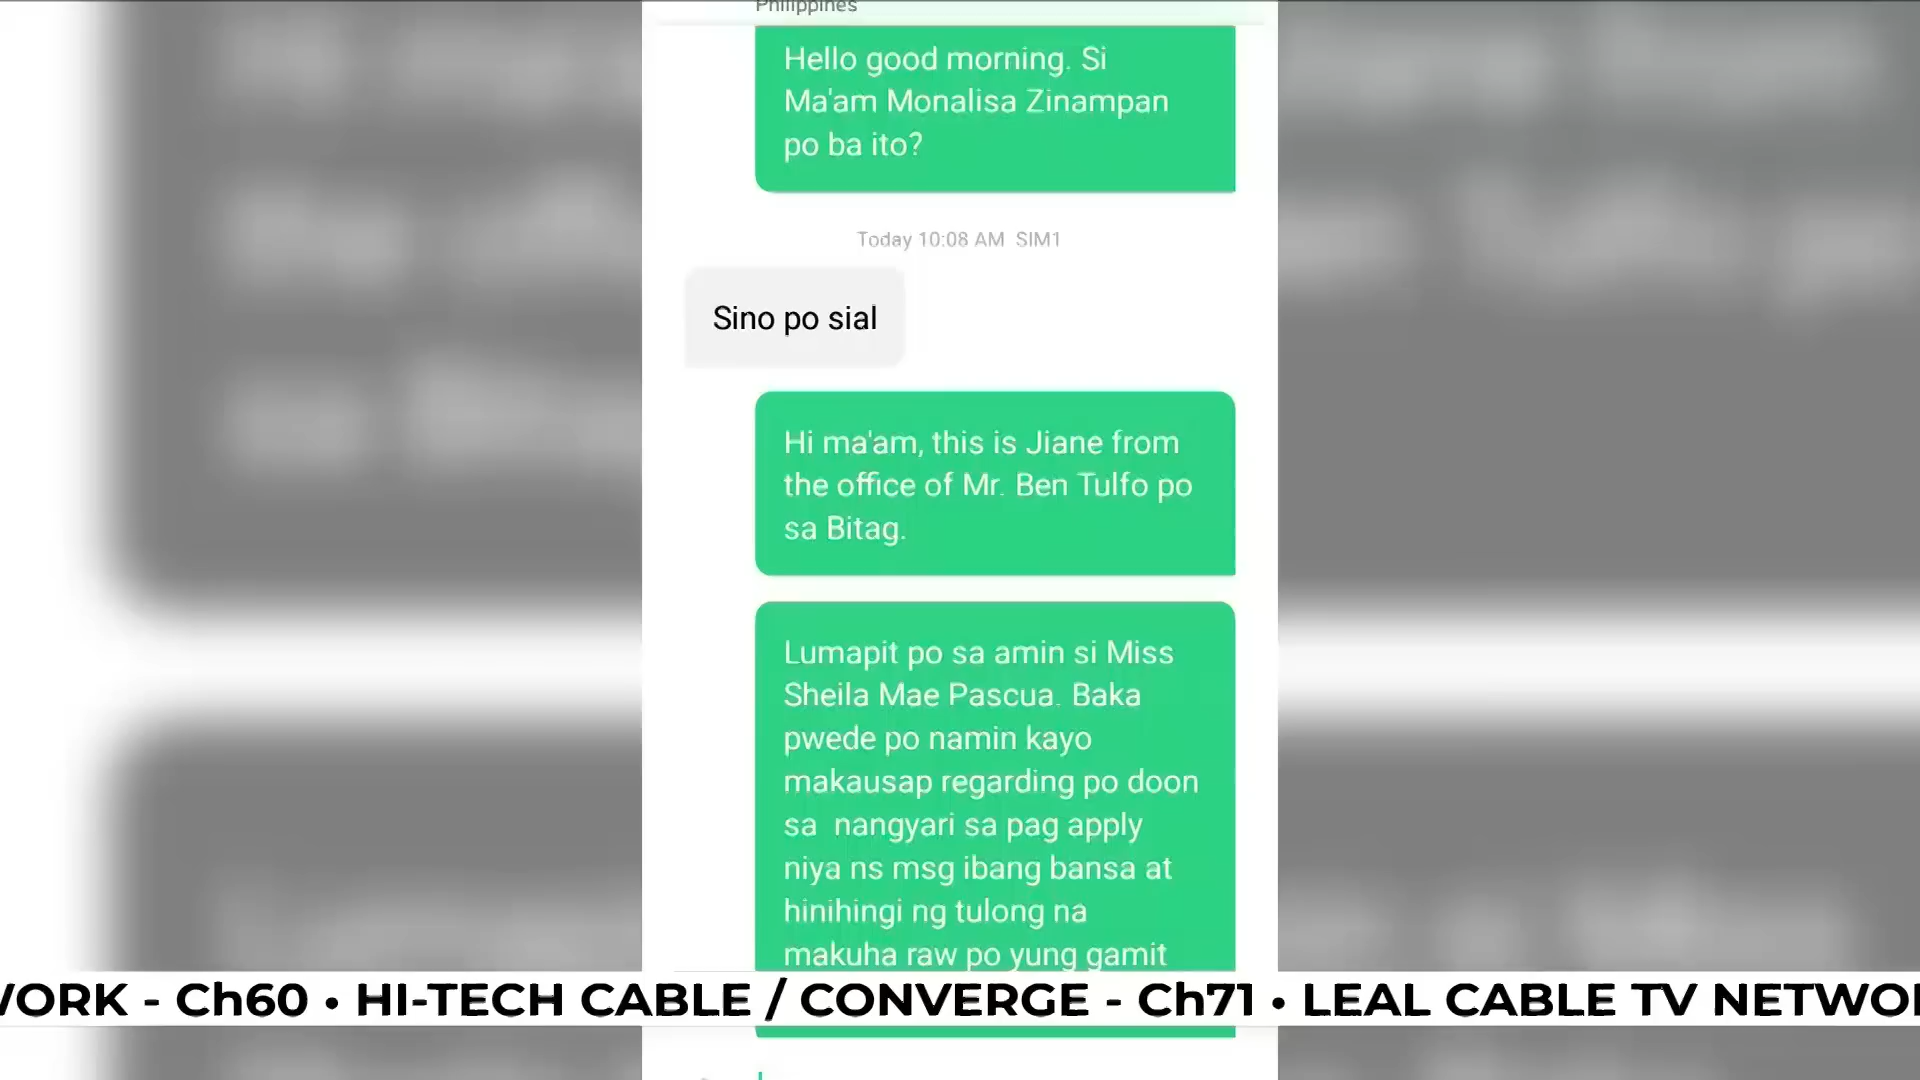 Philippines
Hello good morning. Si
Ma'am Monalisa Zinampan
po ba ito?
Today 10:08 AM SIM1
Sino po sial
Hi ma'am, this is Jiane from
the office of Mr. Ben Tulfo po
sa Bitag.
Lumapit po sa amin si Miss
Sheila Mae Pascua. Baka
pwede po namin kayo
makausap regarding po doon
sa nangyari sa pag apply
niya ns msg ibang bansa at
hinihingi ng tulong na
makuha raw po yung gamit
WORK - Ch60 • HI-TECH CABLE / CONVERGE - Ch71 • LEAL CABLE TV NETWO